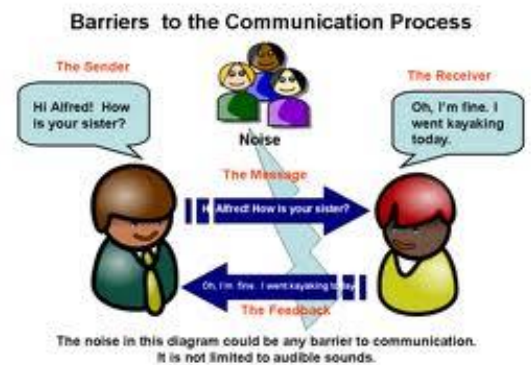 Barriers to the Communication Process
The Sender
The Receiver
Hi Alfred! How
is your sister?
Oh, I'm fine. I
went kayaking
today.
Noise
The Message
Hi Alfred! How is your sister?
Oh, I'm fine. I went kayaking today
The Feedback
The noise in this diagram could be any barrier to communication.
It is not limited to audible sounds.